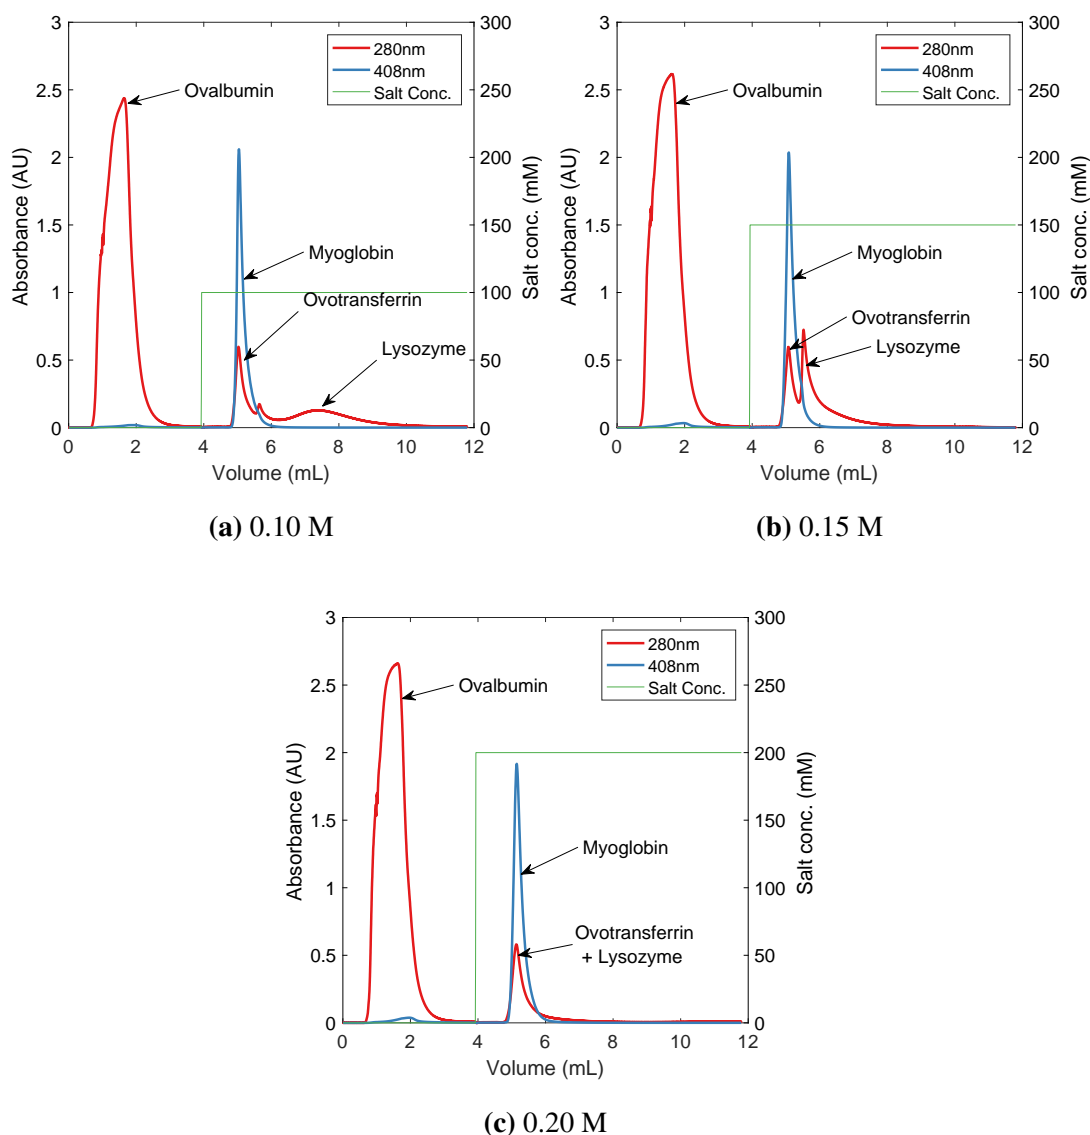 3
2.5
2
1.5
1
0.5
0
0 2 4 6 8 10 12
300
250
200
150
100
50
0
Absorbance (AU)
Salt conc. (mM)
Volume (mL)
280nm
408nm
Salt Conc.
Ovalbumin
Myoglobin
Ovotransferrin
Lysozyme
(a) 0.10 M
3
2.5
2
1.5
1
0.5
0
0 2 4 6 8 10 12
300
250
200
150
100
50
0
Absorbance (AU)
Salt conc. (mM)
Volume (mL)
280nm
408nm
Salt Conc.
Ovalbumin
Myoglobin
Ovotransferrin
Lysozyme
(b) 0.15 M
3
2.5
2
1.5
1
0.5
0
0 2 4 6 8 10 12
300
250
200
150
100
50
0
Absorbance (AU)
Salt conc. (mM)
Volume (mL)
280nm
408nm
Salt Conc.
Ovalbumin
Myoglobin
Ovotransferrin
+ Lysozyme
(c) 0.20 M